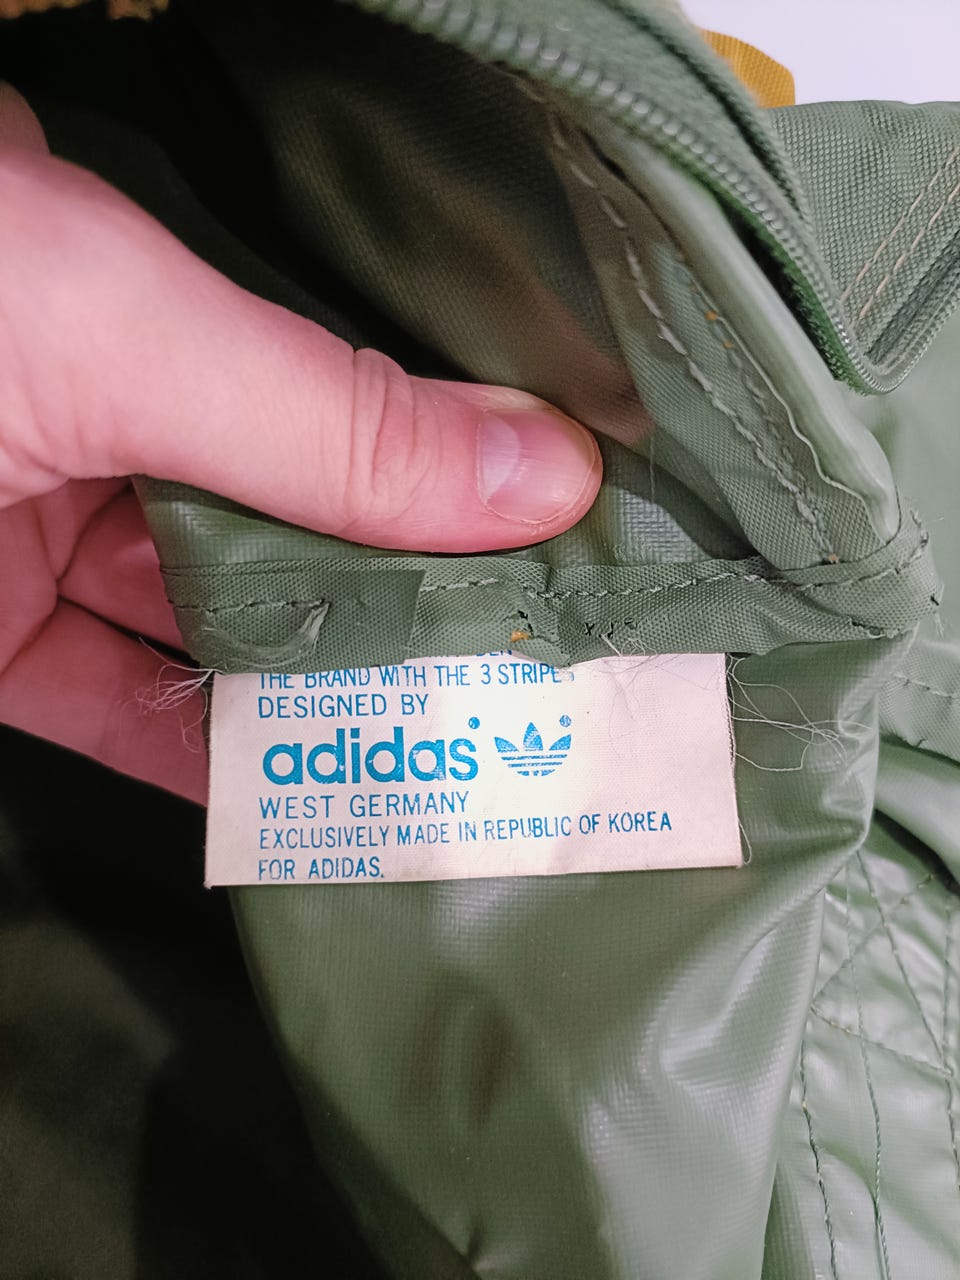 THE BRAND WITH THE 3 STRIPES
DESIGNED BY
adidas
WEST GERMANY
EXCLUSIVELY MADE IN REPUBLIC OF KOREA
FOR ADIDAS.